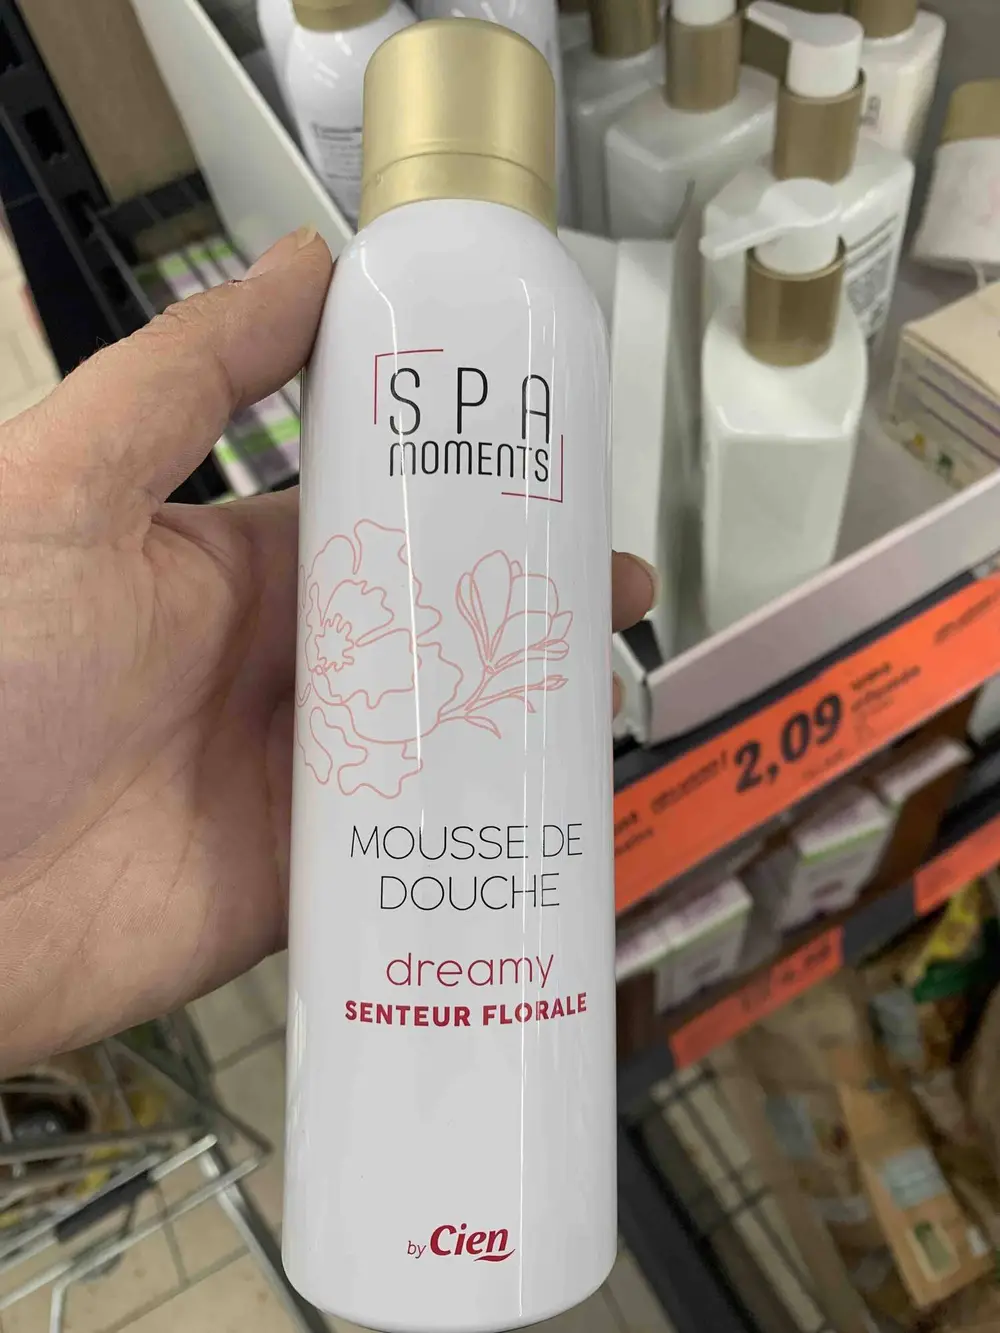 SPA
MOMENTS
MOUSSE DE
DOUCHE
dreamy
SENTEUR FLORALE
by Cien
2,09